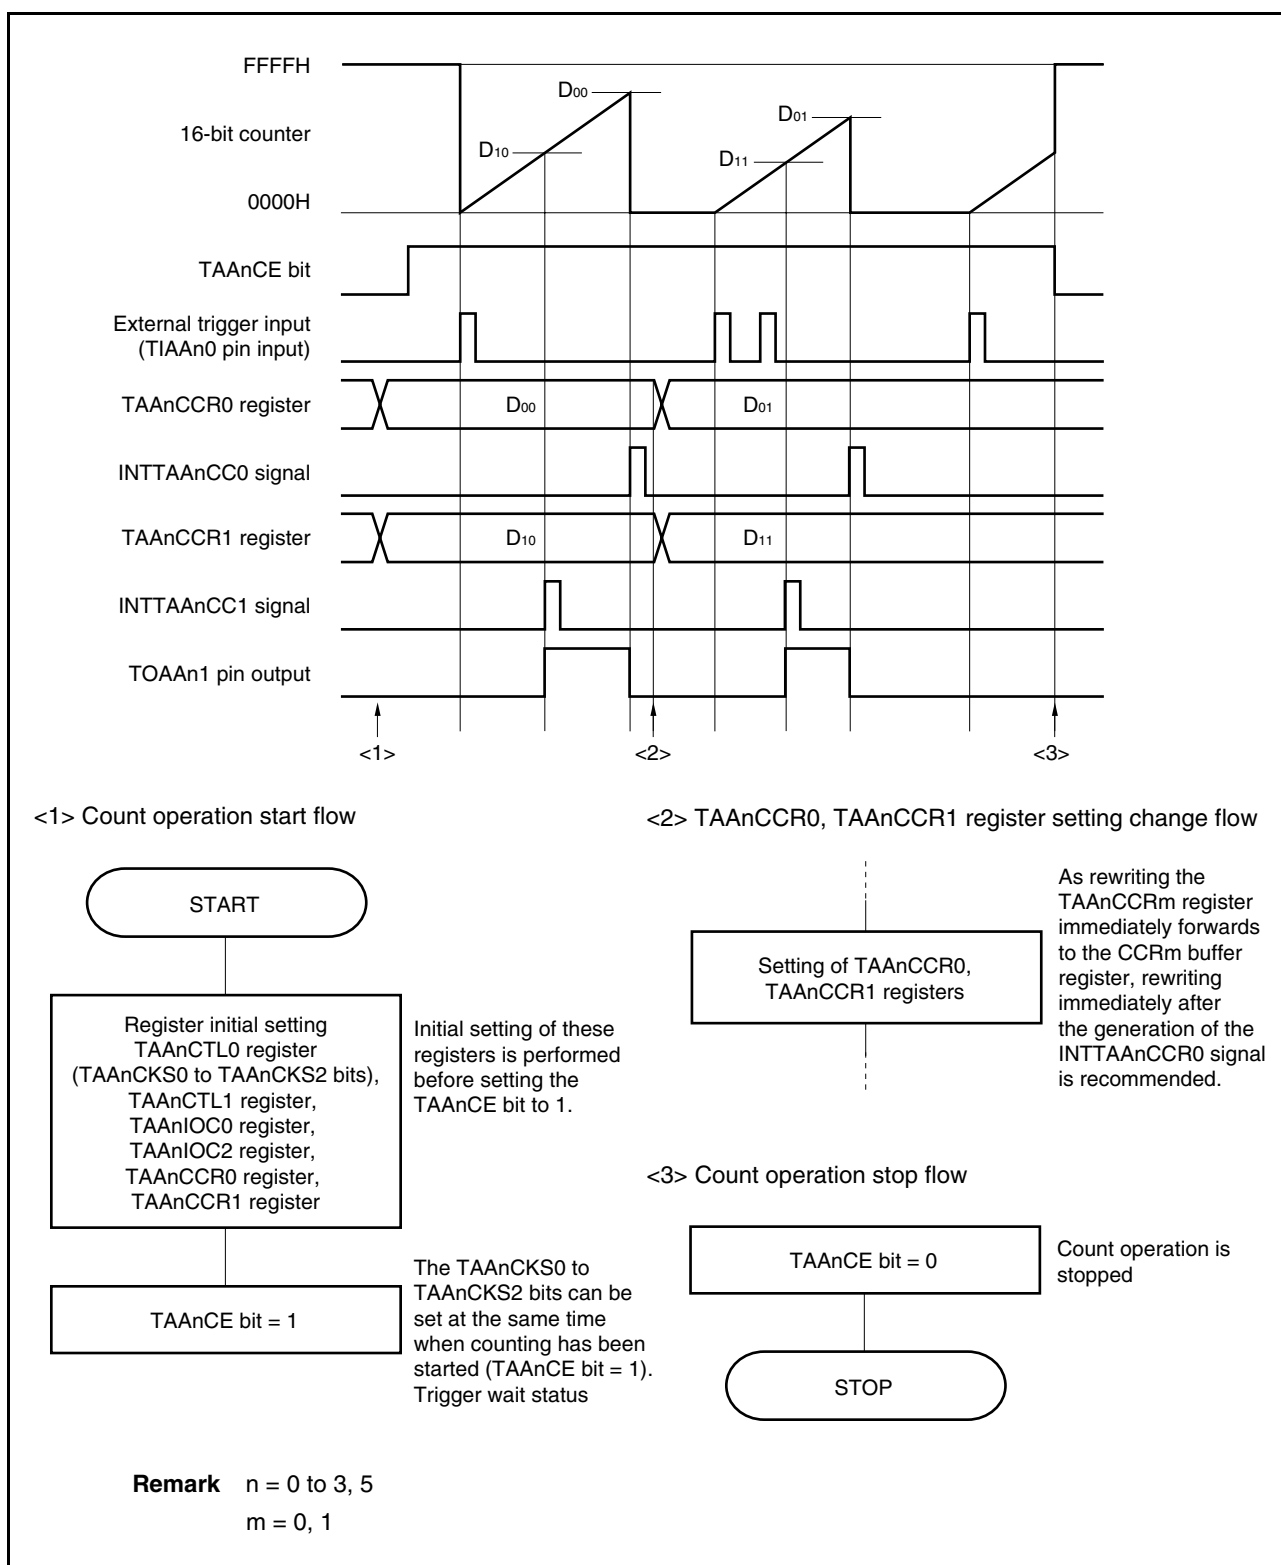 FFFFH
16-bit counter
0000H
D00
D10
D01
D11
TAAnCE bit
External trigger input
(TIAAn0 pin input)
TAAnCCR0 register
D00
D01
INTTAAnCC0 signal
TAAnCCR1 register
D10
D11
INTTAAnCC1 signal
TOAAn1 pin output
<1>
<2>
<3>
<1> Count operation start flow
START
Register initial setting
TAAnCTL0 register
(TAAnCKS0 to TAAnCKS2 bits),
TAAnCTL1 register,
TAAnIOC0 register,
TAAnIOC2 register,
TAAnCCR0 register,
TAAnCCR1 register
Initial setting of these
registers is performed
before setting the
TAAnCE bit to 1.
TAAnCE bit = 1
The TAAnCKS0 to
TAAnCKS2 bits can be
set at the same time
when counting has been
started (TAAnCE bit = 1).
Trigger wait status
<2> TAAnCCR0, TAAnCCR1 register setting change flow
Setting of TAAnCCR0,
TAAnCCR1 registers
As rewriting the
TAAnCCRm register
immediately forwards
to the CCRm buffer
register, rewriting
immediately after
the generation of the
INTTAAnCCR0 signal
is recommended.
<3> Count operation stop flow
TAAnCE bit = 0
Count operation is
stopped
STOP
Remark n = 0 to 3, 5
m = 0, 1